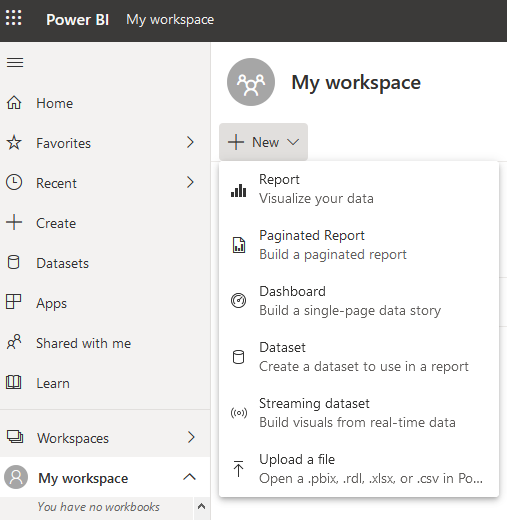 Power BI My workspace
My workspace
Home
Favorites
Recent
Create
Datasets
Apps
Shared with me
Learn
Workspaces
My workspace
You have no workbooks
New
Report
Visualize your data
Paginated Report
Build a paginated report
Dashboard
Build a single-page data story
Dataset
Create a dataset to use in a report
Streaming dataset
Build visuals from real-time data
Upload a file
Open a .pbix, .rdl, .xlsx, or .csv in Po...